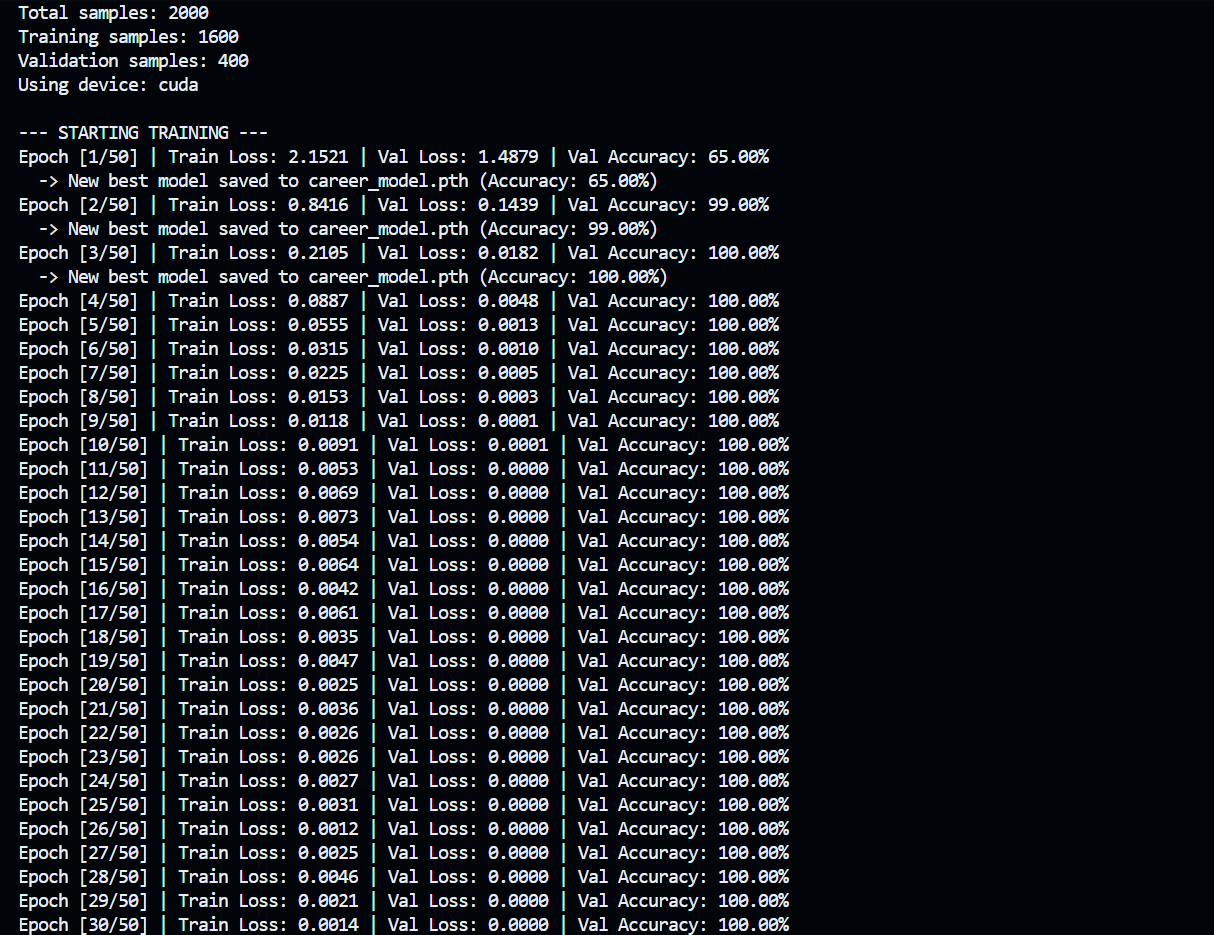 Total samples: 2000
Training samples: 1600
Validation samples: 400
Using device: cuda
--- STARTING TRAINING ---
Epoch [1/50] | Train Loss: 2.1521 | Val Loss: 1.4879 | Val Accuracy: 65.00%
-> New best model saved to career_model.pth (Accuracy: 65.00%)
Epoch [2/50] | Train Loss: 0.8416 | Val Loss: 0.1439 | Val Accuracy: 99.00%
-> New best model saved to career_model.pth (Accuracy: 99.00%)
Epoch [3/50] | Train Loss: 0.2105 | Val Loss: 0.0182 | Val Accuracy: 100.00%
-> New best model saved to career_model.pth (Accuracy: 100.00%)
Epoch [4/50] | Train Loss: 0.0887 | Val Loss: 0.0048 | Val Accuracy: 100.00%
Epoch [5/50] | Train Loss: 0.0555 | Val Loss: 0.0013 | Val Accuracy: 100.00%
Epoch [6/50] | Train Loss: 0.0315 | Val Loss: 0.0010 | Val Accuracy: 100.00%
Epoch [7/50] | Train Loss: 0.0225 | Val Loss: 0.0005 | Val Accuracy: 100.00%
Epoch [8/50] | Train Loss: 0.0153 | Val Loss: 0.0003 | Val Accuracy: 100.00%
Epoch [9/50] | Train Loss: 0.0118 | Val Loss: 0.0001 | Val Accuracy: 100.00%
Epoch [10/50] | Train Loss: 0.0091 | Val Loss: 0.0001 | Val Accuracy: 100.00%
Epoch [11/50] | Train Loss: 0.0053 | Val Loss: 0.0000 | Val Accuracy: 100.00%
Epoch [12/50] | Train Loss: 0.0069 | Val Loss: 0.0000 | Val Accuracy: 100.00%
Epoch [13/50] | Train Loss: 0.0073 | Val Loss: 0.0000 | Val Accuracy: 100.00%
Epoch [14/50] | Train Loss: 0.0054 | Val Loss: 0.0000 | Val Accuracy: 100.00%
Epoch [15/50] | Train Loss: 0.0064 | Val Loss: 0.0000 | Val Accuracy: 100.00%
Epoch [16/50] | Train Loss: 0.0042 | Val Loss: 0.0000 | Val Accuracy: 100.00%
Epoch [17/50] | Train Loss: 0.0061 | Val Loss: 0.0000 | Val Accuracy: 100.00%
Epoch [18/50] | Train Loss: 0.0035 | Val Loss: 0.0000 | Val Accuracy: 100.00%
Epoch [19/50] | Train Loss: 0.0047 | Val Loss: 0.0000 | Val Accuracy: 100.00%
Epoch [20/50] | Train Loss: 0.0025 | Val Loss: 0.0000 | Val Accuracy: 100.00%
Epoch [21/50] | Train Loss: 0.0036 | Val Loss: 0.0000 | Val Accuracy: 100.00%
Epoch [22/50] | Train Loss: 0.0026 | Val Loss: 0.0000 | Val Accuracy: 100.00%
Epoch [23/50] | Train Loss: 0.0026 | Val Loss: 0.0000 | Val Accuracy: 100.00%
Epoch [24/50] | Train Loss: 0.0027 | Val Loss: 0.0000 | Val Accuracy: 100.00%
Epoch [25/50] | Train Loss: 0.0031 | Val Loss: 0.0000 | Val Accuracy: 100.00%
Epoch [26/50] | Train Loss: 0.0012 | Val Loss: 0.0000 | Val Accuracy: 100.00%
Epoch [27/50] | Train Loss: 0.0025 | Val Loss: 0.0000 | Val Accuracy: 100.00%
Epoch [28/50] | Train Loss: 0.0046 | Val Loss: 0.0000 | Val Accuracy: 100.00%
Epoch [29/50] | Train Loss: 0.0021 | Val Loss: 0.0000 | Val Accuracy: 100.00%
Epoch [30/50] | Train Loss: 0.0014 | Val Loss: 0.0000 | Val Accuracy: 100.00%